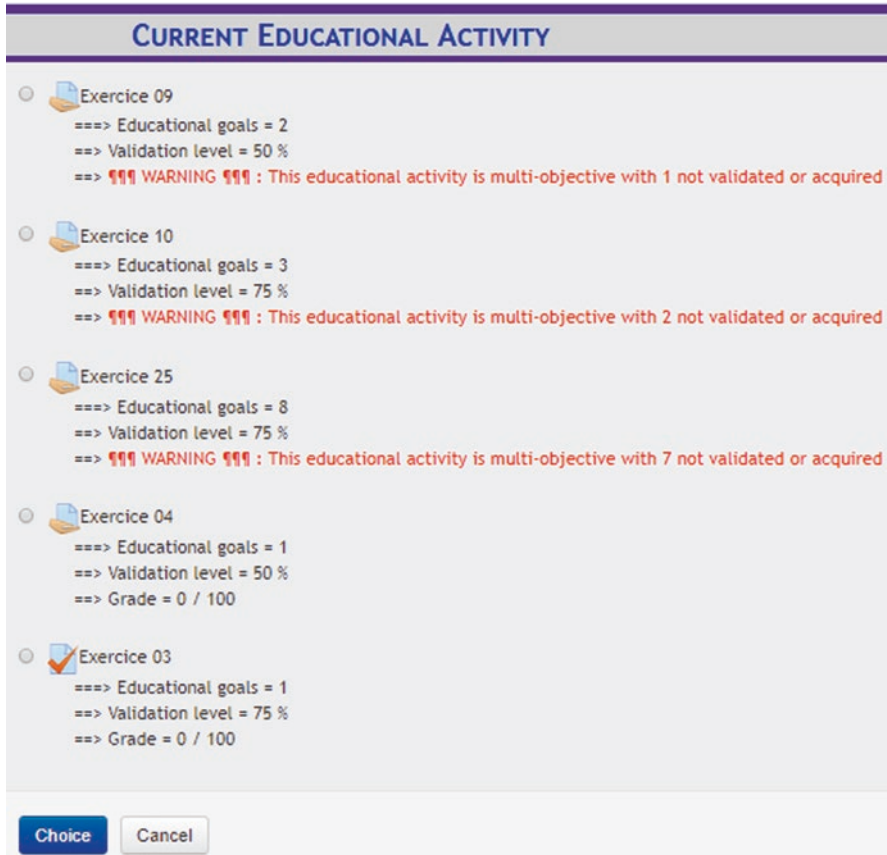 CURRENT EDUCATIONAL ACTIVITY
Exercice 09
===> Educational goals = 2
==> Validation level = 50 %
==> ¶¶¶ WARNING ¶¶¶ : This educational activity is multi-objective with 1 not validated or acquired
Exercice 10
===> Educational goals = 3
==> Validation level = 75 %
==> ¶¶¶ WARNING ¶¶¶ : This educational activity is multi-objective with 2 not validated or acquired
Exercice 25
===> Educational goals = 8
==> Validation level = 75 %
==> ¶¶¶ WARNING ¶¶¶ : This educational activity is multi-objective with 7 not validated or acquired
Exercice 04
===> Educational goals = 1
==> Validation level = 50 %
==> Grade = 0 / 100
Exercice 03
===> Educational goals = 1
==> Validation level = 75 %
==> Grade = 0 / 100
Choice Cancel